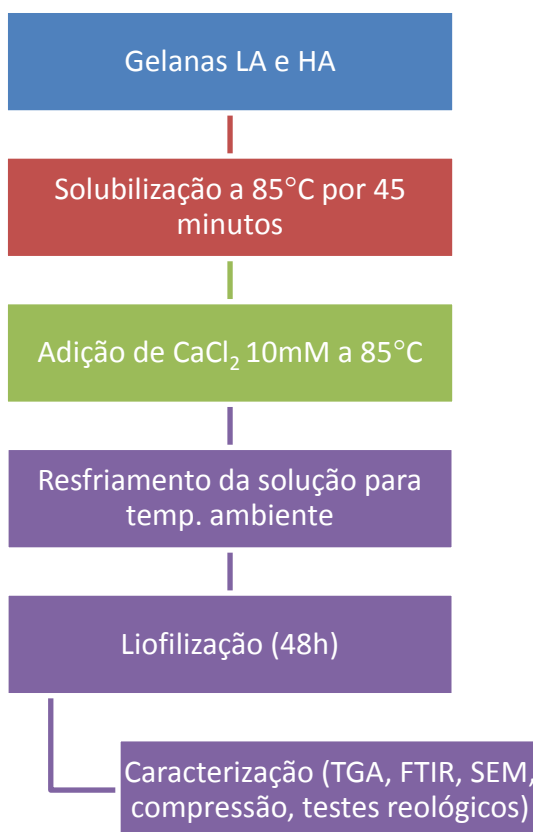 Gelanas LA e HA
Solubilização a 85°C por 45
minutos
Adição de CaCl₂ 10mM a 85°C
Resfriamento da solução para
temp. ambiente
Liofilização (48h)
Caracterização (TGA, FTIR, SEM,
compressão, testes reológicos)